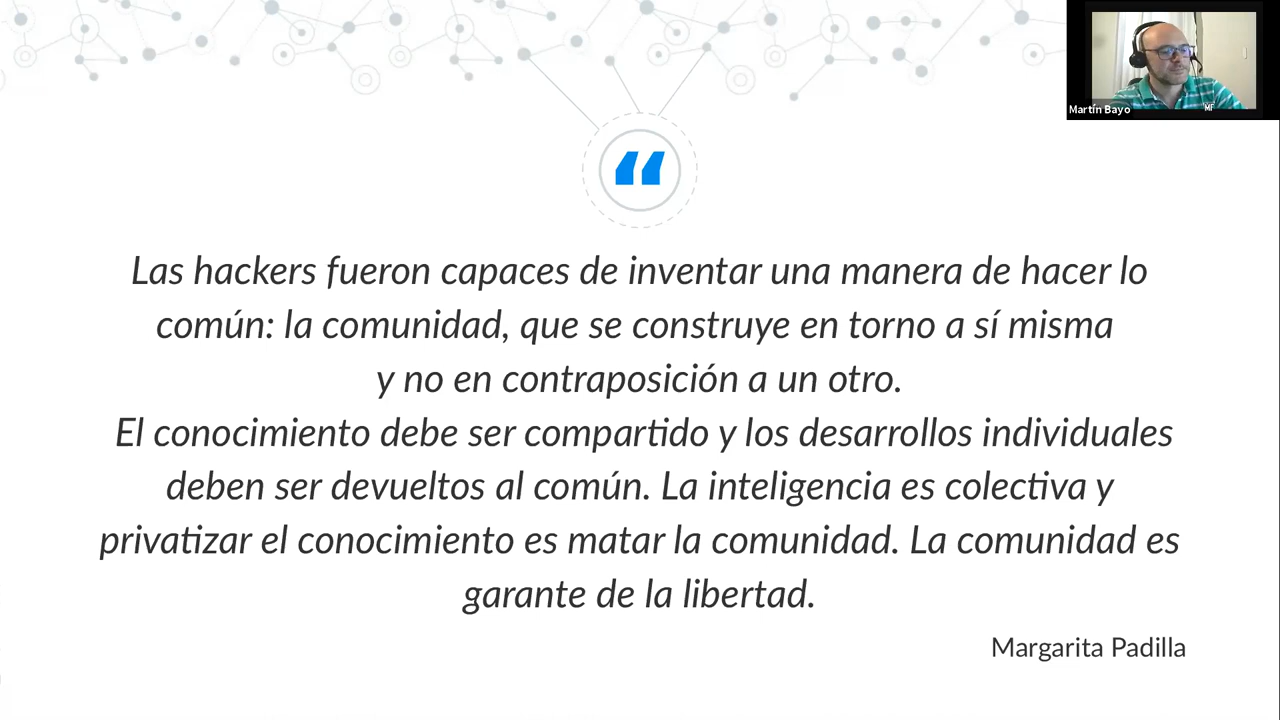 Martín Bayo
“
Las hackers fueron capaces de inventar una manera de hacer lo
común: la comunidad, que se construye en torno a sí misma
y no en contraposición a un otro.
El conocimiento debe ser compartido y los desarrollos individuales
deben ser devueltos al común. La inteligencia es colectiva y
privatizar el conocimiento es matar la comunidad. La comunidad es
garante de la libertad.
Margarita Padilla